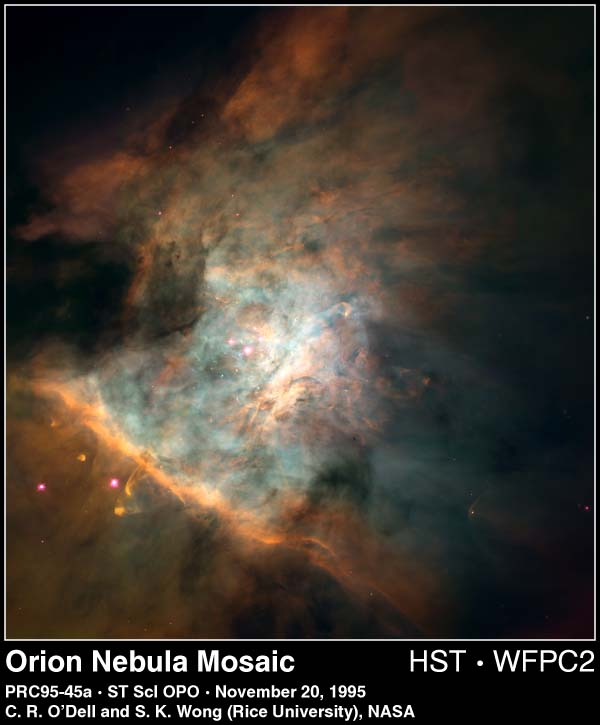 Orion Nebula Mosaic HST • WFPC2
PRC95-45a • ST ScI OPO • November 20, 1995
C. R. O’Dell and S. K. Wong (Rice University), NASA